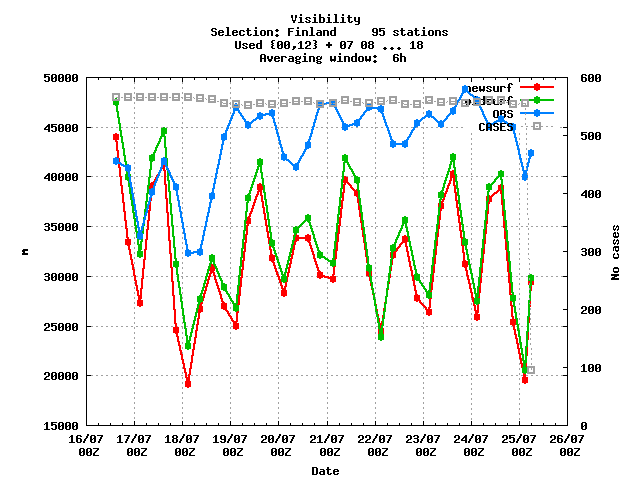 Visibility
Selection: Finland 95 stations
Used {00,12} + 07 08 ... 18
Averaging window: 6h
50000
45000
40000
35000
30000
25000
20000
15000
m
600
500
400
300
200
100
0
No cases
newsurf
OBS
CASES
16/07 17/07 18/07 19/07 20/07 21/07 22/07 23/07 24/07 25/07 26/07
00Z 00Z 00Z 00Z 00Z 00Z 00Z 00Z 00Z 00Z 00Z
Date